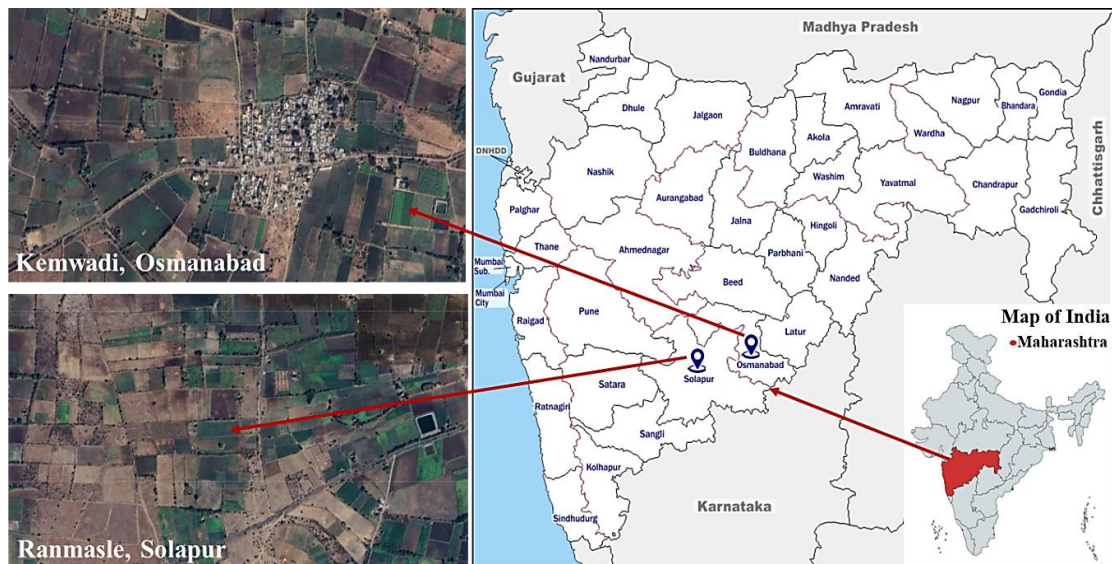 Kemwadi, Osmanabad
Ranmasle, Solapur
Madhya Pradesh
Gujarat
Chhattisgarh
Karnataka
Nandurbar
Dhule
Jalgaon
Amravati
Nagpur
Bhandara
Gondia
Akola
Wardha
Buldhana
DNHDD
Nashik
Washim
Yavatmal
Chandrapur
Gadchiroli
Palghar
Aurangabad
Jalna
Hingoli
Parbhani
Thane
Ahmednagar
Nanded
Mumbai
Sub.
Mumbai
City
Beed
Raigad
Pune
Latur
Osmanabad
Solapur
Satara
Ratnagiri
Sangli
Kolhapur
Sindhudurg
Map of India
Maharashtra